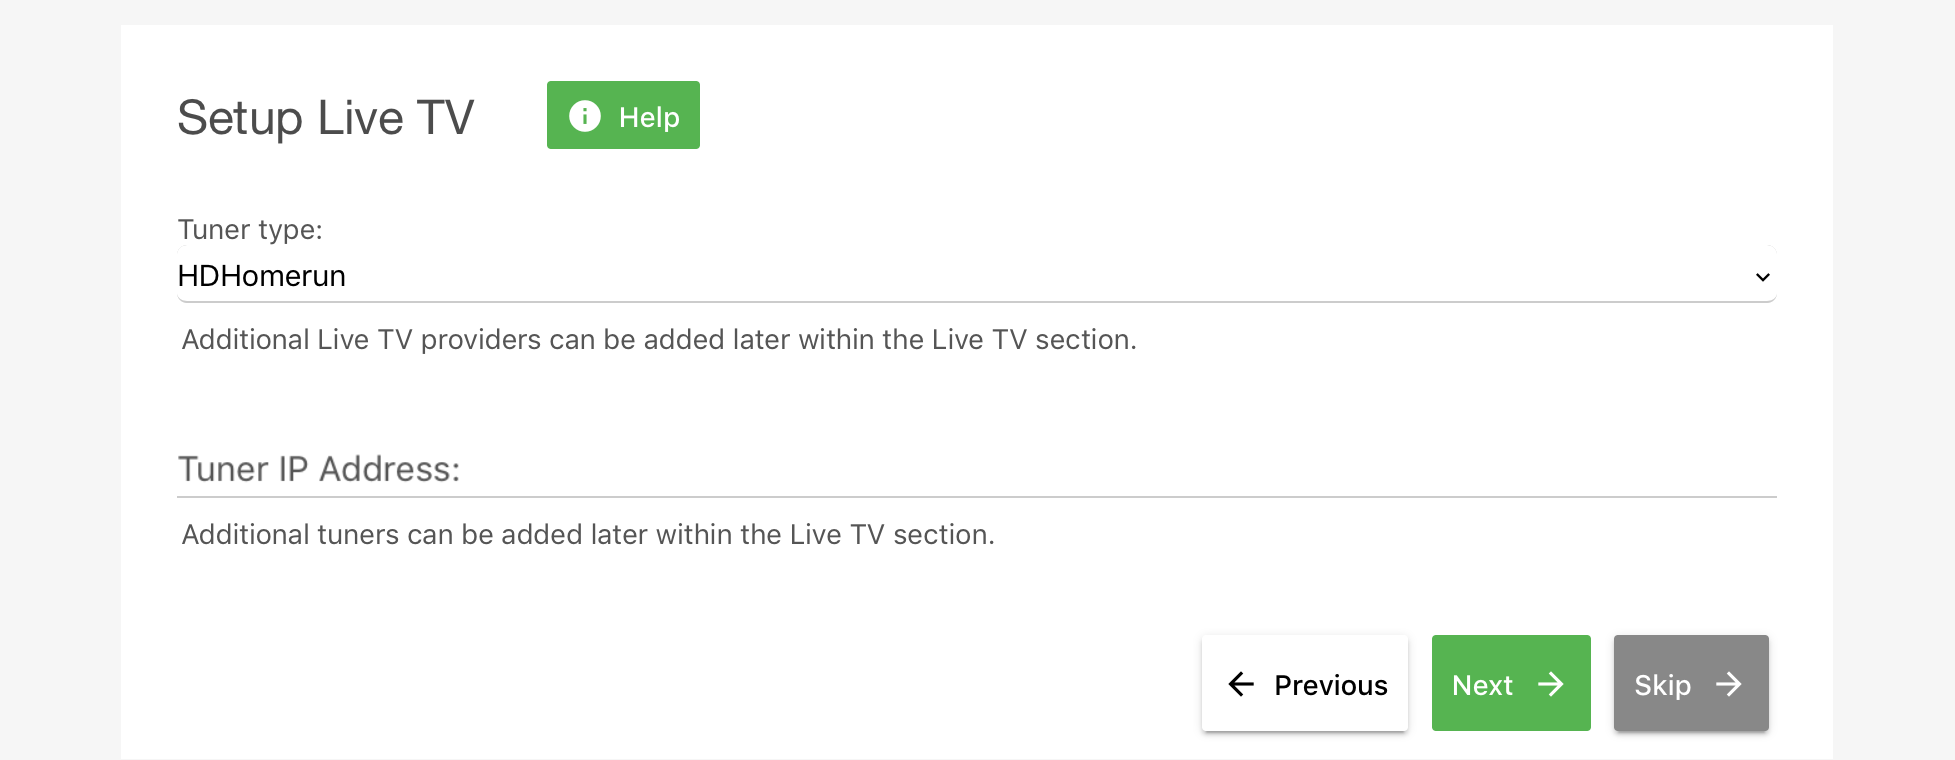 Setup Live TV
Help
Tuner type:
HDHomerun
Additional Live TV providers can be added later within the Live TV section.
Tuner IP Address:
Additional tuners can be added later within the Live TV section.
Previous
Next
Skip